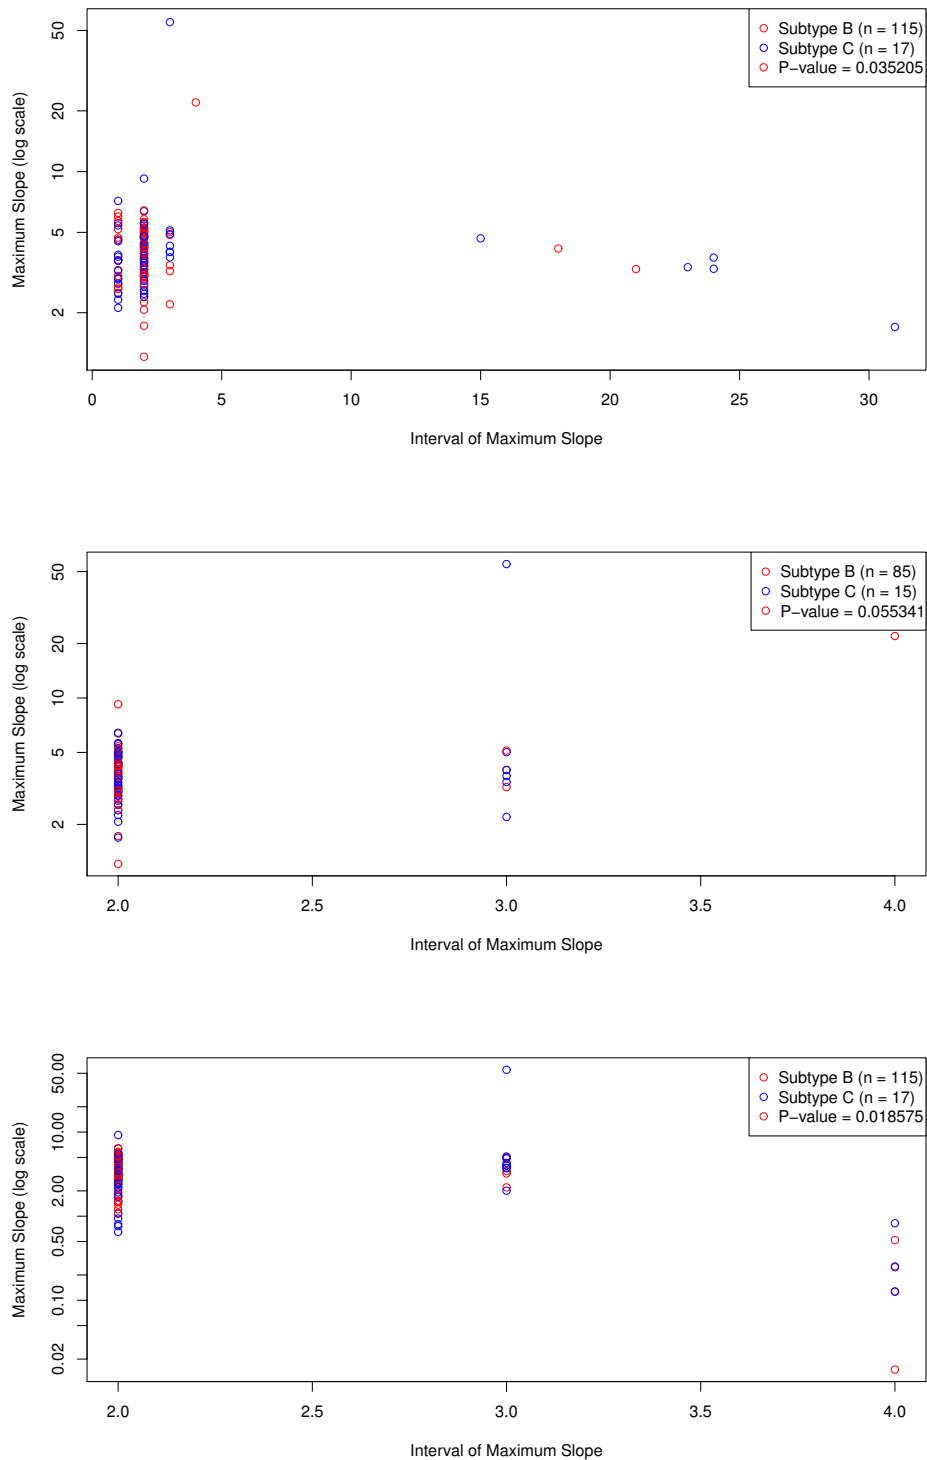 Maximum Slope (log scale)
50
20
10
5
2
Subtype B (n = 115)
Subtype C (n = 17)
P−value = 0.035205
0 5 10 15 20 25 30
Interval of Maximum Slope
Maximum Slope (log scale)
50
20
10
5
2
Subtype B (n = 85)
Subtype C (n = 15)
P−value = 0.055341
2.0 2.5 3.0 3.5 4.0
Interval of Maximum Slope
Maximum Slope (log scale)
50.00
10.00
2.00
0.50
0.10
0.02
Subtype B (n = 115)
Subtype C (n = 17)
P−value = 0.018575
2.0 2.5 3.0 3.5 4.0
Interval of Maximum Slope